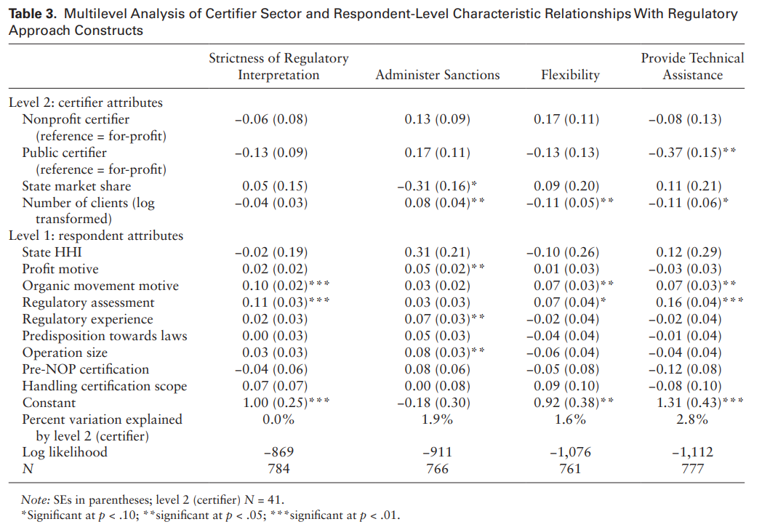 Table 3. Multilevel Analysis of Certifier Sector and Respondent-Level Characteristic Relationships With Regulatory
Approach Constructs
Strictness of Regulatory Interpretation Administer Sanctions Flexibility Provide Technical Assistance
Level 2: certifier attributes
Nonprofit certifier (reference = for-profit) −0.06 (0.08) 0.13 (0.09) 0.17 (0.11) −0.08 (0.13)
Public certifier (reference = for-profit) −0.13 (0.09) 0.17 (0.11) −0.13 (0.13) −0.37 (0.15)**
State market share 0.05 (0.15) −0.31 (0.16)* 0.09 (0.20) 0.11 (0.21)
Number of clients (log transformed) −0.04 (0.03) 0.08 (0.04)** −0.11 (0.05)** −0.11 (0.06)*
Level 1: respondent attributes
State HHI −0.02 (0.19) 0.31 (0.21) −0.10 (0.26) 0.12 (0.29)
Profit motive 0.02 (0.02) 0.05 (0.02)** 0.01 (0.03) −0.03 (0.03)
Organic movement motive 0.10 (0.02)*** 0.03 (0.02) 0.07 (0.03)** 0.07 (0.03)**
Regulatory assessment 0.11 (0.03)*** 0.03 (0.03) 0.07 (0.04)* 0.16 (0.04)***
Regulatory experience 0.02 (0.03) 0.07 (0.03)** −0.02 (0.04) −0.02 (0.04)
Predisposition towards laws 0.00 (0.03) 0.05 (0.03) −0.04 (0.04) −0.01 (0.04)
Operation size 0.03 (0.03) 0.08 (0.03)** −0.06 (0.04) −0.04 (0.04)
Pre-NOP certification −0.04 (0.06) 0.08 (0.06) −0.05 (0.08) −0.12 (0.08)
Handling certification scope 0.07 (0.07) 0.00 (0.08) 0.09 (0.10) −0.08 (0.10)
Constant 1.00 (0.25)*** −0.18 (0.30) 0.92 (0.38)** 1.31 (0.43)***
Percent variation explained by level 2 (certifier) 0.0% 1.9% 1.6% 2.8%
Log likelihood −869 −911 −1,076 −1,112
N 784 766 761 777
Note: SEs in parentheses; level 2 (certifier) N = 41.
*Significant at p < .10; **significant at p < .05; ***significant at p < .01.